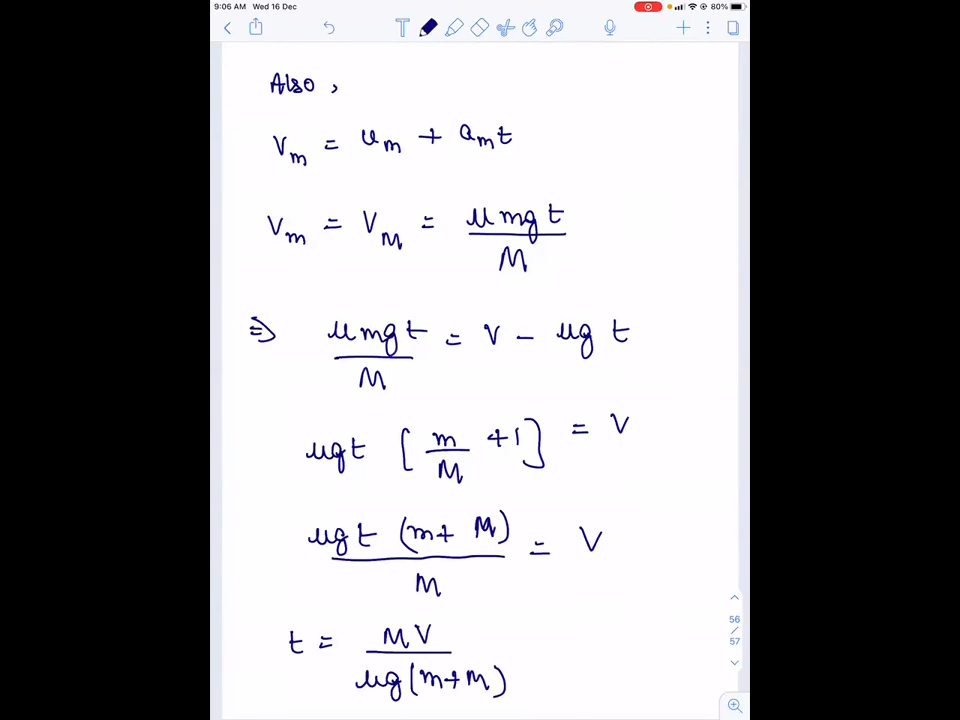 9:06 AM Wed 16 Dec 80%
Also,
Vm = um + amt
Vm = VM = μmgt/M
⇒ μmgt/M = V - μg t
μgt [m/M +1] = V
μgt (m+M)/M = V
t = MV/μg(m+M)
56
/
57